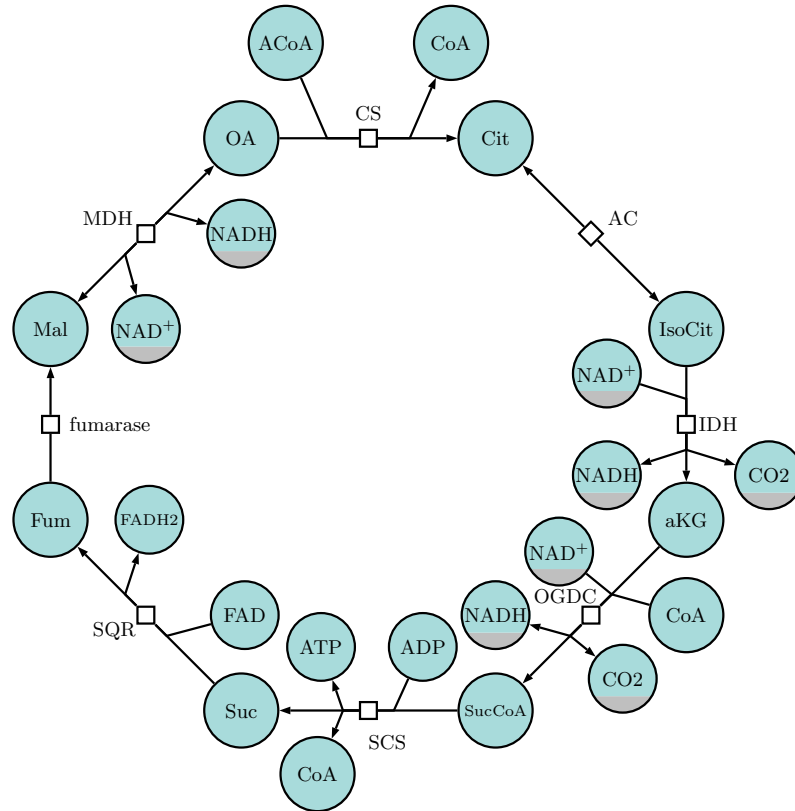 ACoA
CoA
CS
OA
Cit
MDH
NADH
AC
Mal
NAD+
IsoCit
NAD+
fumarase
IDH
NADH
CO2
Fum
FADH2
aKG
NAD+
OGDC
NADH
CoA
SQR
FAD
ATP
ADP
CO2
Suc
SucCoA
SCS
CoA